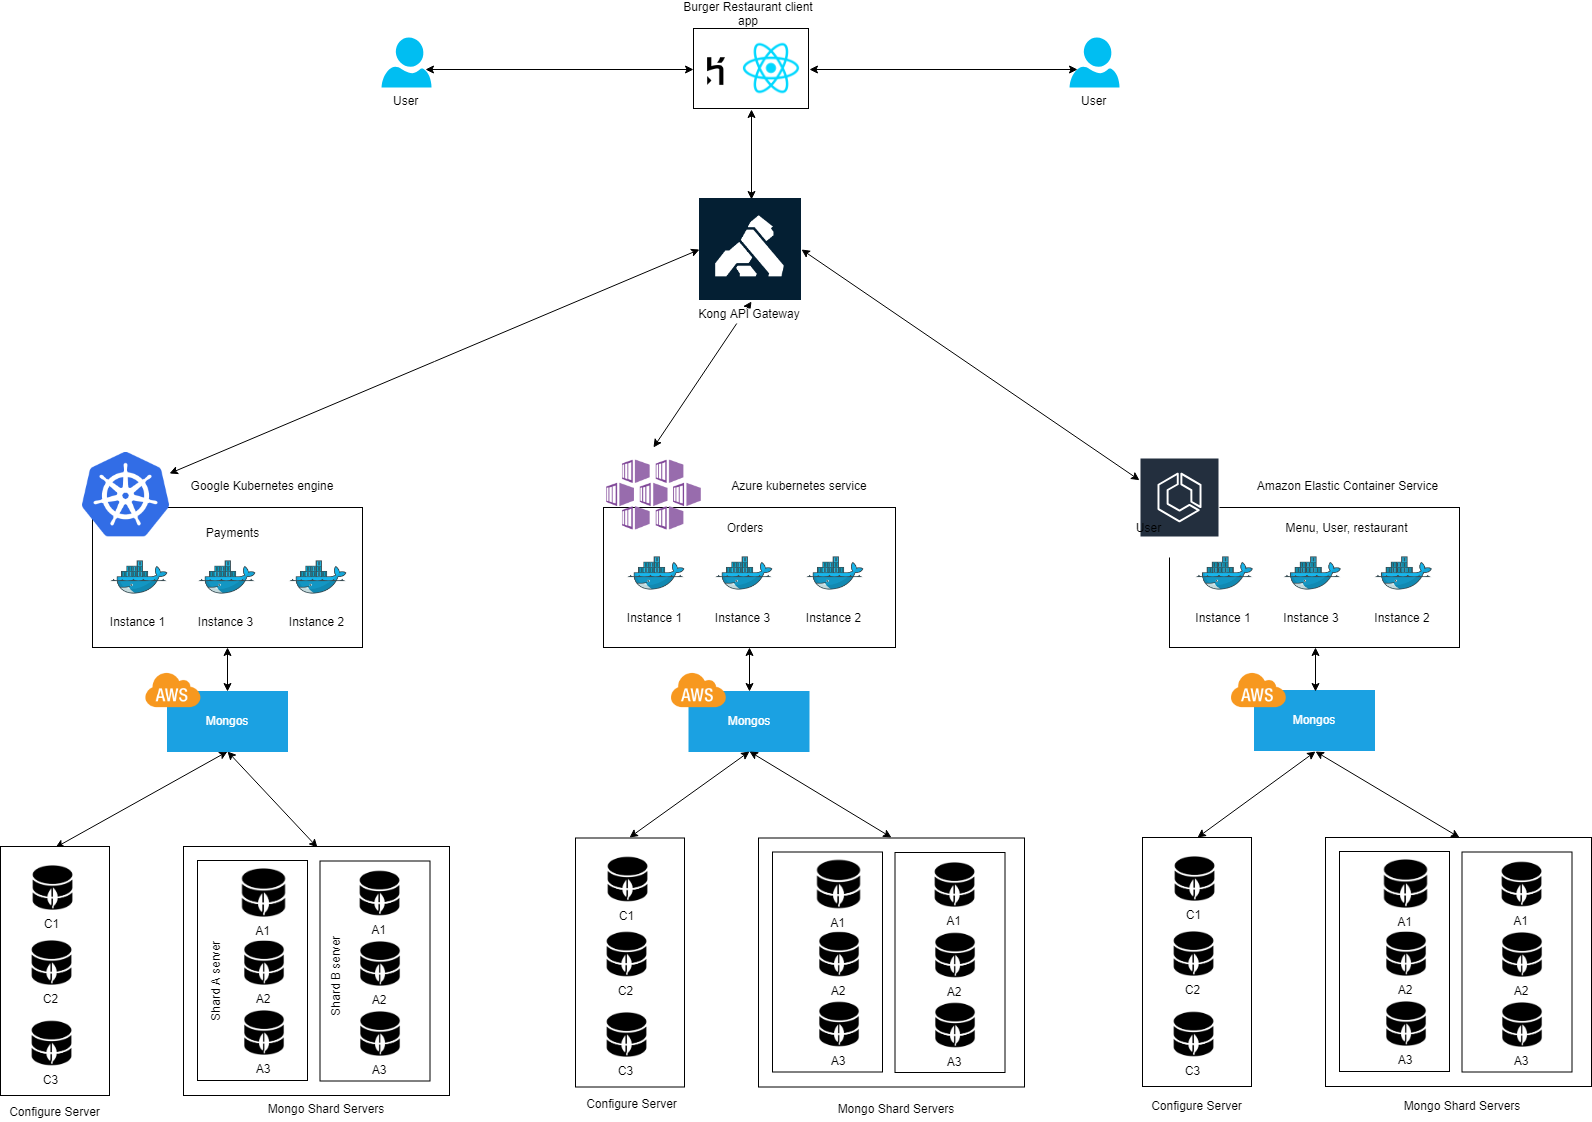 Burger Restaurant client
app
User
User
Kong API Gateway
Google Kubernetes engine
Azure kubernetes service
Amazon Elastic Container Service
Payments
Orders
User
Menu, User, restaurant
Instance 1
Instance 3
Instance 2
Instance 1
Instance 3
Instance 2
Instance 1
Instance 3
Instance 2
AWS
Mongos
AWS
Mongos
AWS
Mongos
C1
C2
C3
Configure Server
Shard A server
A1
A2
A3
Shard B server
A1
A2
A3
Mongo Shard Servers
C1
C2
C3
Configure Server
A1
A2
A3
A1
A2
A3
Mongo Shard Servers
C1
C2
C3
Configure Server
A1
A2
A3
A1
A2
A3
Mongo Shard Servers